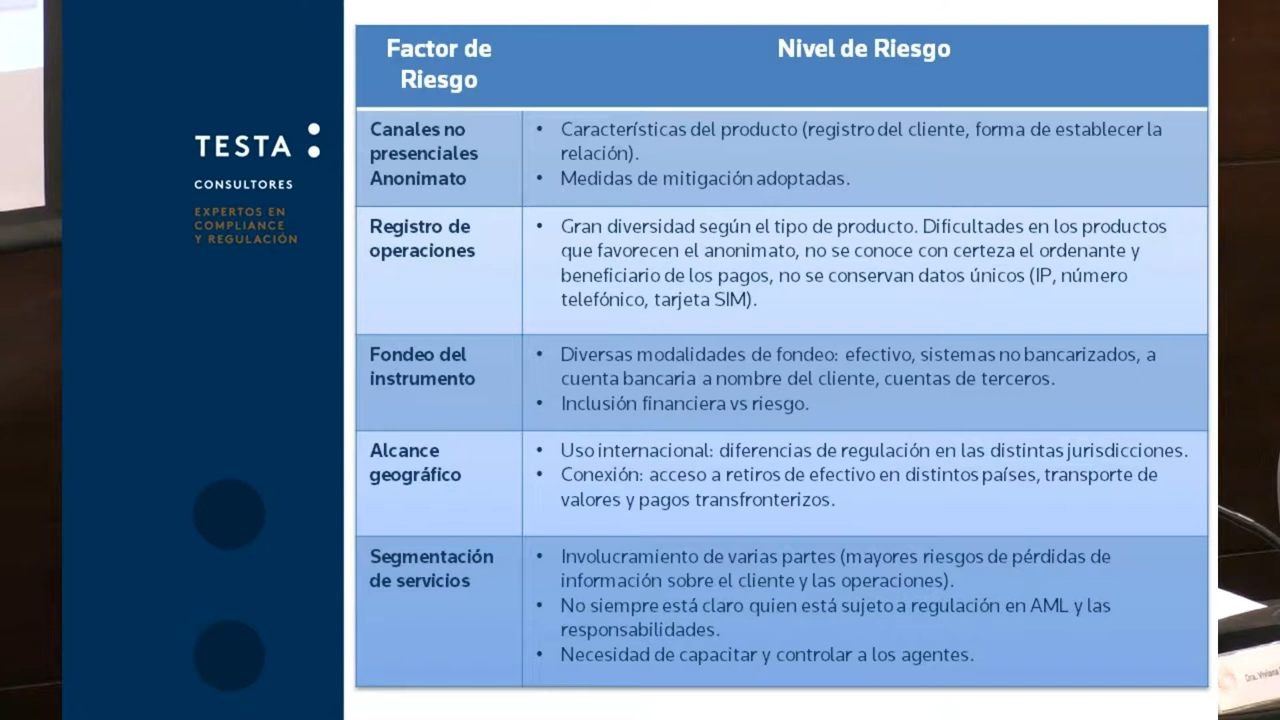 TESTA :
CONSULTORES
EXPERTOS EN
COMPLIANCE
Y REGULACIÓN
Factor de
Riesgo
Nivel de Riesgo
Canales no
presenciales
Anonimato
• Características del producto (registro del cliente, forma de establecer la
relación).
• Medidas de mitigación adoptadas.
Registro de
operaciones
• Gran diversidad según el tipo de producto. Dificultades en los productos
que favorecen el anonimato, no se conoce con certeza el ordenante y
beneficiario de los pagos, no se conservan datos únicos (IP, número
telefónico, tarjeta SIM).
Fondeo del
instrumento
• Diversas modalidades de fondeo: efectivo, sistemas no bancarizados, a
cuenta bancaria a nombre del cliente, cuentas de terceros.
• Inclusión financiera vs riesgo.
Alcance
geográfico
• Uso internacional: diferencias de regulación en las distintas jurisdicciones.
• Conexión: acceso a retiros de efectivo en distintos países, transporte de
valores y pagos transfronterizos.
Segmentación
de servicios
• Involucramiento de varias partes (mayores riesgos de pérdidas de
información sobre el cliente y las operaciones).
• No siempre está claro quien está sujeto a regulación en AML y las
responsabilidades.
• Necesidad de capacitar y controlar a los agentes.
Dra. Viviana